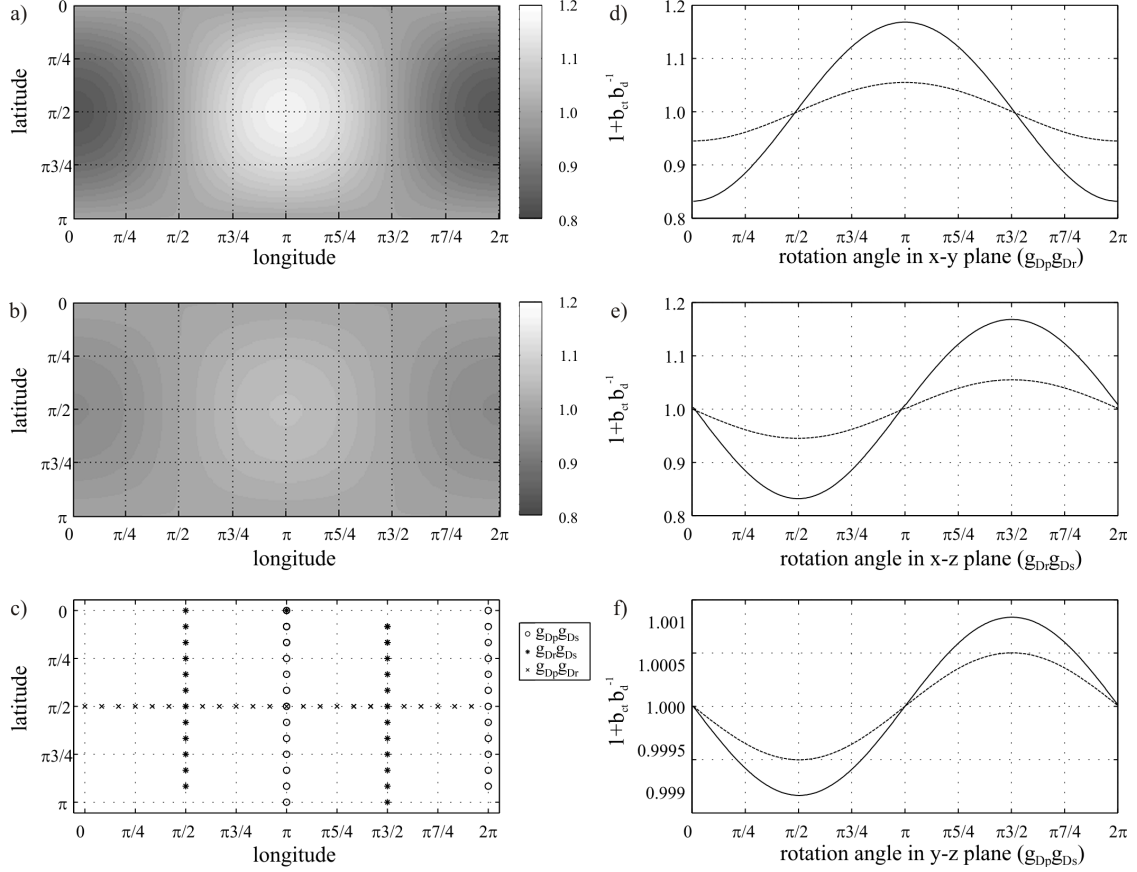 a)
latitude
0
π/4
π/2
π3/4
π
0 π/4 π/2 π3/4 π π5/4 π3/2 π7/4 2π
longitude
1.2
1.1
1.0
0.9
0.8
d)
1+b_ct b_d^-1
1.2
1.1
1.0
0.9
0.8
0 π/4 π/2 π3/4 π π5/4 π3/2 π7/4 2π
rotation angle in x-y plane (g_Dp g_Dr)
b)
latitude
0
π/4
π/2
π3/4
π
0 π/4 π/2 π3/4 π π5/4 π3/2 π7/4 2π
longitude
1.2
1.1
1.0
0.9
0.8
e)
1+b_ct b_d^-1
1.2
1.1
1.0
0.9
0.8
0 π/4 π/2 π3/4 π π5/4 π3/2 π7/4 2π
rotation angle in x-z plane (g_Dr g_Ds)
c)
latitude
0
π/4
π/2
π3/4
π
0 π/4 π/2 π3/4 π π5/4 π3/2 π7/4 2π
longitude
g_Dp g_Ds
g_Dr g_Ds
g_Dp g_Dr
f)
1+b_ct b_d^-1
1.001
1.0005
1.000
0.9995
0.999
0 π/4 π/2 π3/4 π π5/4 π3/2 π7/4 2π
rotation angle in y-z plane (g_Dp g_Ds)